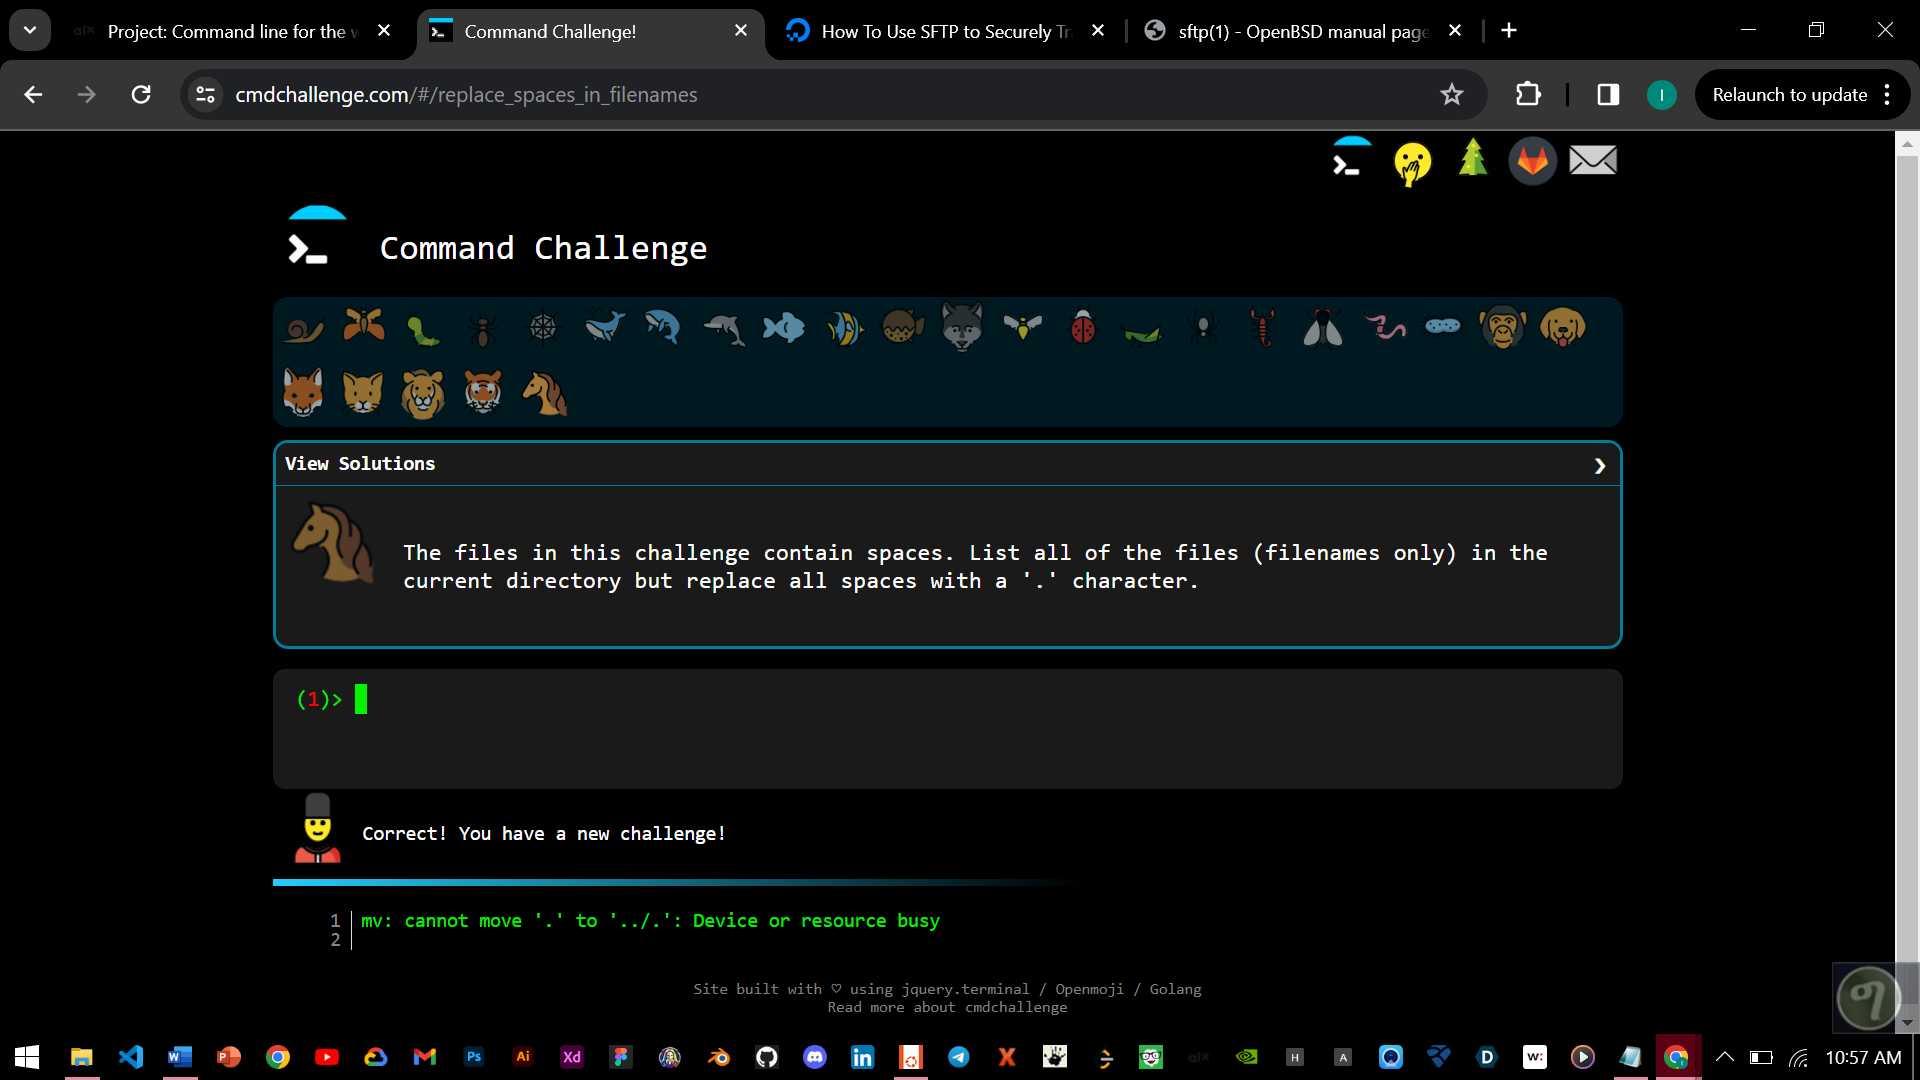 Project: Command line for the w
Command Challenge!
How To Use SFTP to Securely Tr
sftp(1) - OpenBSD manual page
cmdchallenge.com/#/replace_spaces_in_filenames
I
Relaunch to update
Command Challenge
View Solutions
The files in this challenge contain spaces. List all of the files (filenames only) in the
current directory but replace all spaces with a '.' character.
(1)>
Correct! You have a new challenge!
1 mv: cannot move '.' to '../.': Device or resource busy
2
Site built with ♡ using jquery.terminal / Openmoji / Golang
Read more about cmdchallenge
10:57 AM